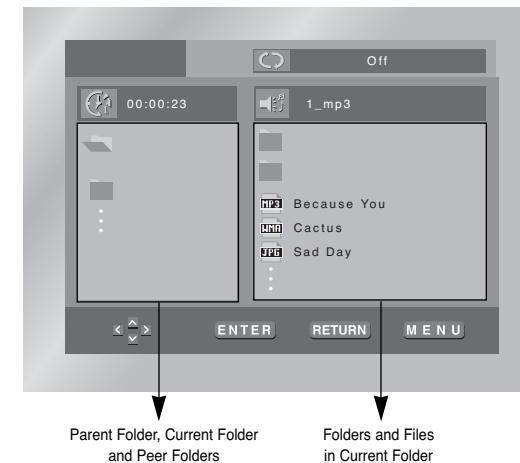 Off
00:00:23
1_mp3
MP3 Because You
WMA Cactus
JPG Sad Day
ENTER RETURN MENU
Parent Folder, Current Folder
and Peer Folders
Folders and Files
in Current Folder